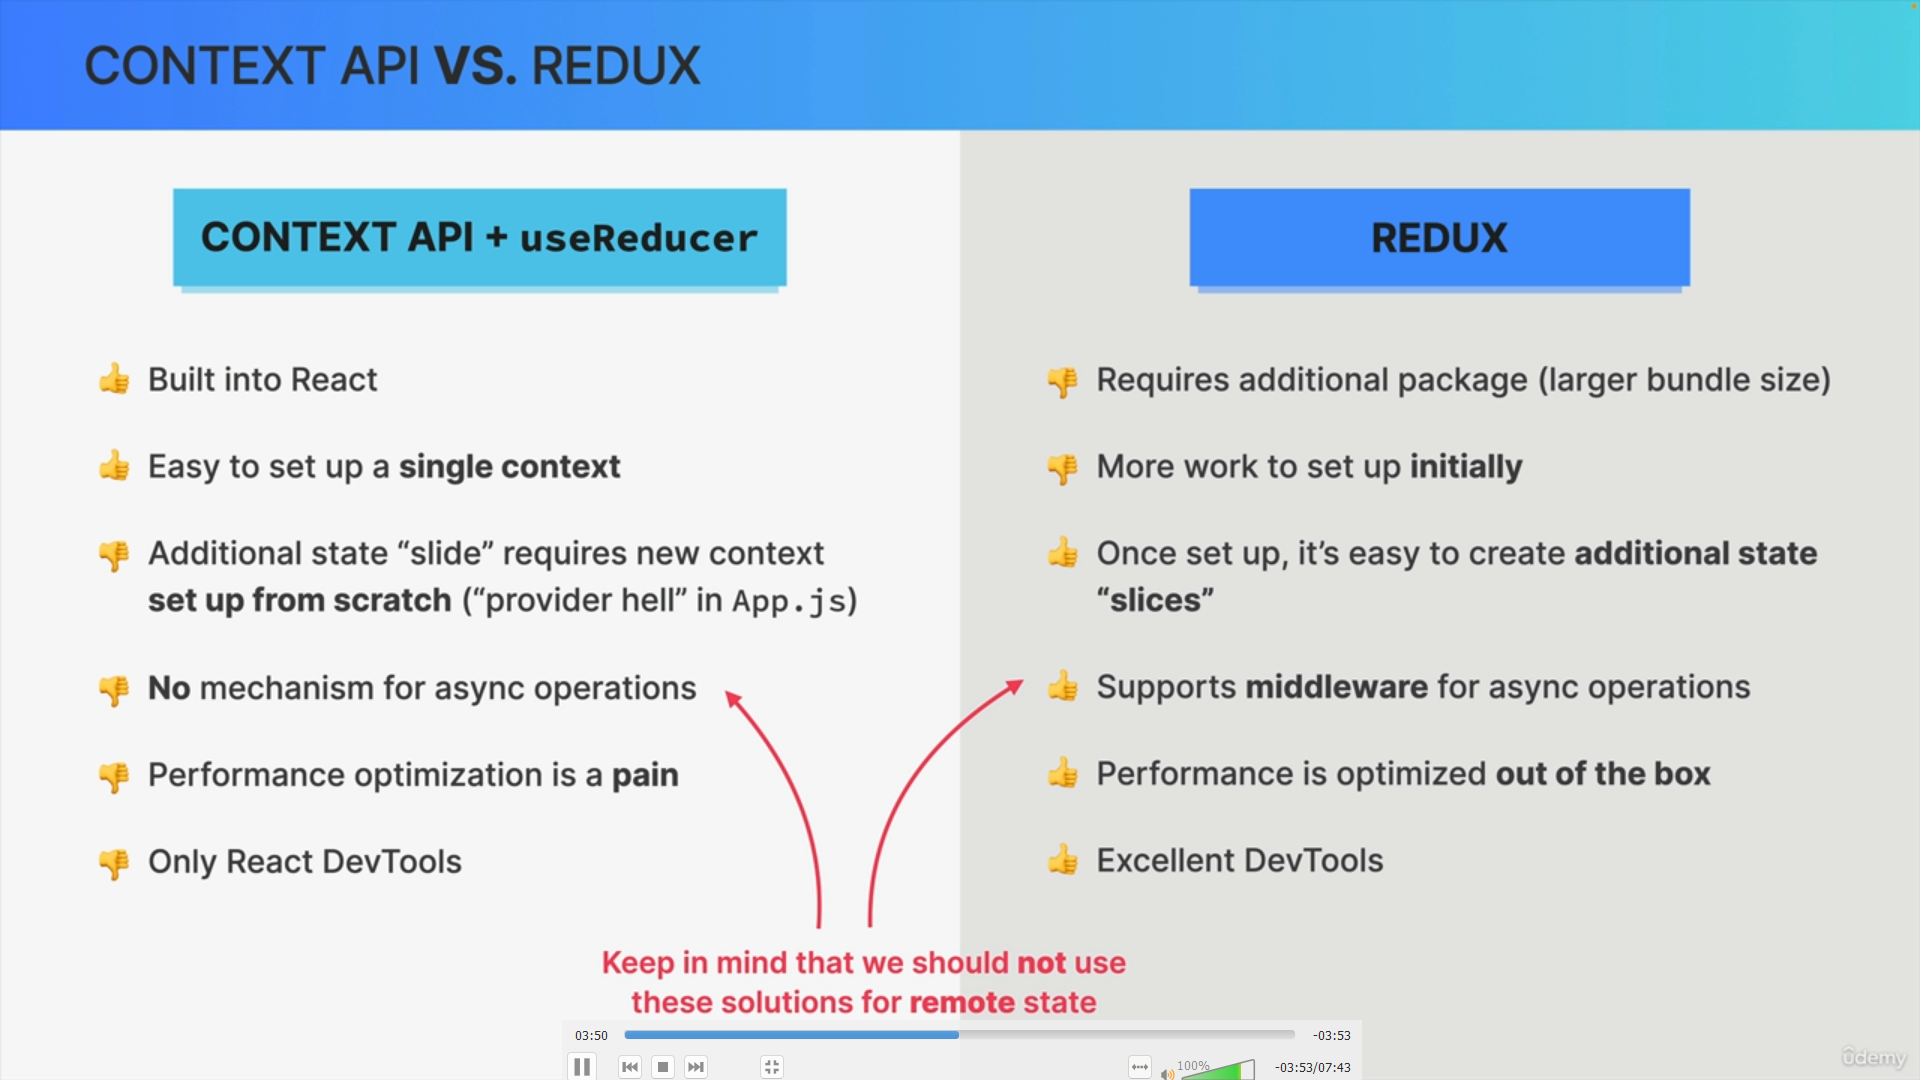 CONTEXT API VS. REDUX
CONTEXT API + useReducer
Built into React
Easy to set up a single context
Additional state “slide” requires new context
set up from scratch (“provider hell” in App.js)
No mechanism for async operations
Performance optimization is a pain
Only React DevTools
REDUX
Requires additional package (larger bundle size)
More work to set up initially
Once set up, it’s easy to create additional state
“slices”
Supports middleware for async operations
Performance is optimized out of the box
Excellent DevTools
Keep in mind that we should not use
these solutions for remote state
03:50
-03:53
100%
-03:53/07:43
ûdemy